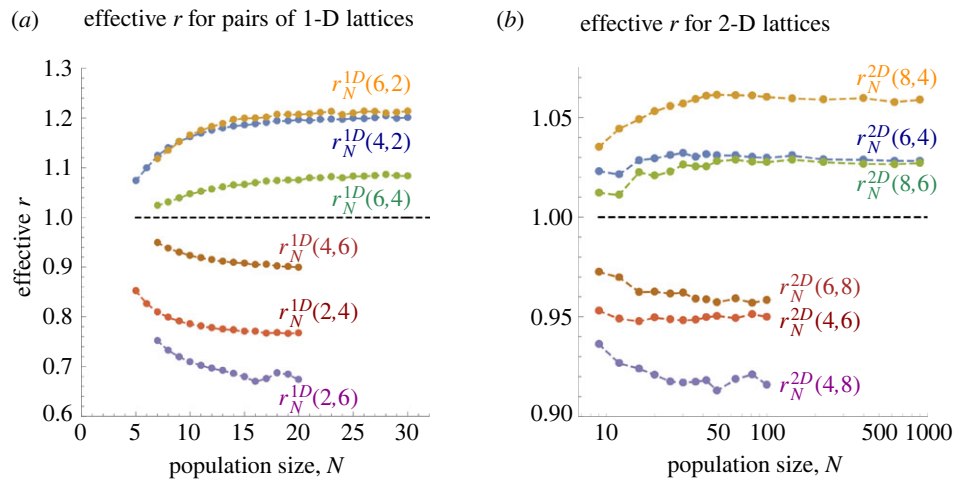 (a) effective r for pairs of 1-D lattices
1.3
1.2
1.1
1.0
0.9
0.8
0.7
0.6
effective r
r_N^{1D}(6,2)
r_N^{1D}(4,2)
r_N^{1D}(6,4)
r_N^{1D}(4,6)
r_N^{1D}(2,4)
r_N^{1D}(2,6)
0 5 10 15 20 25 30
population size, N
(b) effective r for 2-D lattices
1.05
1.00
0.95
0.90
r_N^{2D}(8,4)
r_N^{2D}(6,4)
r_N^{2D}(8,6)
r_N^{2D}(6,8)
r_N^{2D}(4,6)
r_N^{2D}(4,8)
10 50 100 500 1000
population size, N